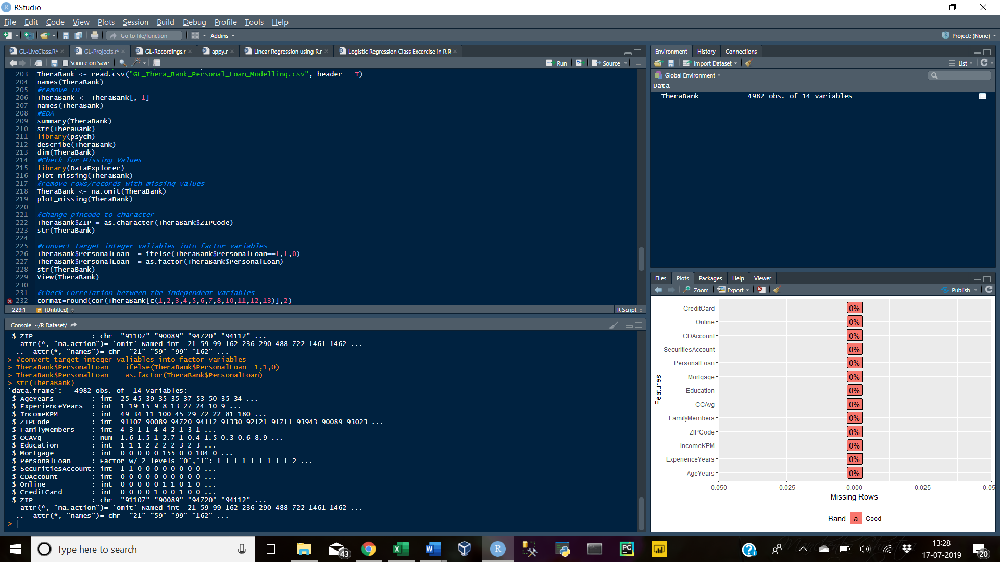 RStudio
File Edit Code View Plots Session Build Debug Profile Tools Help
Go to file/function Addins Project: (None)
GL-LiveClass.R* GL-Projects.r* GL-Recordings.r appy.r Linear Regression using R.r Logistic Regression Class Excercise in R.R
Source on Save Run Source
203 TheraBank <- read.csv("GL_Thera_Bank_Personal_Loan_Modelling.csv", header = T)
204 names(TheraBank)
205 #remove ID
206 TheraBank <- TheraBank[,-1]
207 names(TheraBank)
208 #EDA
209 summary(TheraBank)
210 str(TheraBank)
211 library(psych)
212 describe(TheraBank)
213 dim(TheraBank)
214 #Check for Missing Values
215 library(DataExplorer)
216 plot_missing(TheraBank)
217 #remove rows/records with missing values
218 TheraBank <- na.omit(TheraBank)
219 plot_missing(TheraBank)
220
221 #change pincode to character
222 TheraBank$ZIP = as.character(TheraBank$ZIPCode)
223 str(TheraBank)
224
225 #convert target integer valiables into factor variables
226 TheraBank$PersonalLoan  = ifelse(TheraBank$PersonalLoan==1,1,0)
227 TheraBank$PersonalLoan  = as.factor(TheraBank$PersonalLoan)
228 str(TheraBank)
229 View(TheraBank)
230
231 #Check Correlation between the independent variables
232 cormat=round(cor(TheraBank[c(1,2,3,4,5,6,7,8,10,11,12,13)],2)
229:1 # (Untitled) R Script
Console ~/R Dataset/
$ ZIP : chr "91107" "90089" "94720" "94112" ...
- attr(*, "na.action")= 'omit' Named int 21 59 99 162 236 290 488 722 1461 1462 ...
..- attr(*, "names")= chr "21" "59" "99" "162" ...
> #convert target integer valiables into factor variables
> TheraBank$PersonalLoan  = ifelse(TheraBank$PersonalLoan==1,1,0)
> TheraBank$PersonalLoan  = as.factor(TheraBank$PersonalLoan)
> str(TheraBank)
'data.frame': 4982 obs. of 14 variables:
$ AgeYears : int 25 45 39 35 35 37 53 50 35 34 ...
$ ExperienceYears : int 1 19 15 9 8 13 27 24 10 9 ...
$ IncomeKPM : int 49 34 11 100 45 29 72 22 81 180 ...
$ ZIPCode : int 91107 90089 94720 94112 91330 92121 91711 93943 90089 93023 ...
$ FamilyMembers : int 4 3 1 1 4 4 2 1 3 1 ...
$ CCAvg : num 1.6 1.5 1 2.7 1 0.4 1.5 0.3 0.6 8.9 ...
$ Education : int 1 1 1 2 2 2 2 3 2 3 ...
$ Mortgage : int 0 0 0 0 0 155 0 0 104 0 ...
$ PersonalLoan : Factor w/ 2 levels "0","1": 1 1 1 1 1 1 1 1 1 2 ...
$ SecuritiesAccount: int 1 1 0 0 0 0 0 0 0 0 ...
$ CDAccount : int 0 0 0 0 0 0 0 0 0 0 ...
$ Online : int 0 0 0 0 0 1 1 0 1 0 ...
$ CreditCard : int 0 0 0 0 1 0 0 1 0 0 ...
$ ZIP : chr "91107" "90089" "94720" "94112" ...
- attr(*, "na.action")= 'omit' Named int 21 59 99 162 236 290 488 722 1461 1462 ...
..- attr(*, "names")= chr "21" "59" "99" "162" ...
>
Environment History Connections
Import Dataset List
Global Environment
Data
TheraBank 4982 obs. of 14 variables
Files Plots Packages Help Viewer
Zoom Export Publish
Features
CreditCard 0%
Online 0%
CDAccount 0%
SecuritiesAccount 0%
PersonalLoan 0%
Mortgage 0%
Education 0%
CCAvg 0%
FamilyMembers 0%
ZIPCode 0%
IncomeKPM 0%
ExperienceYears 0%
AgeYears 0%
-0.050 -0.025 0.000 0.025 0.05
Missing Rows
Band a Good
Type here to search
43
13:28
17-07-2019
20